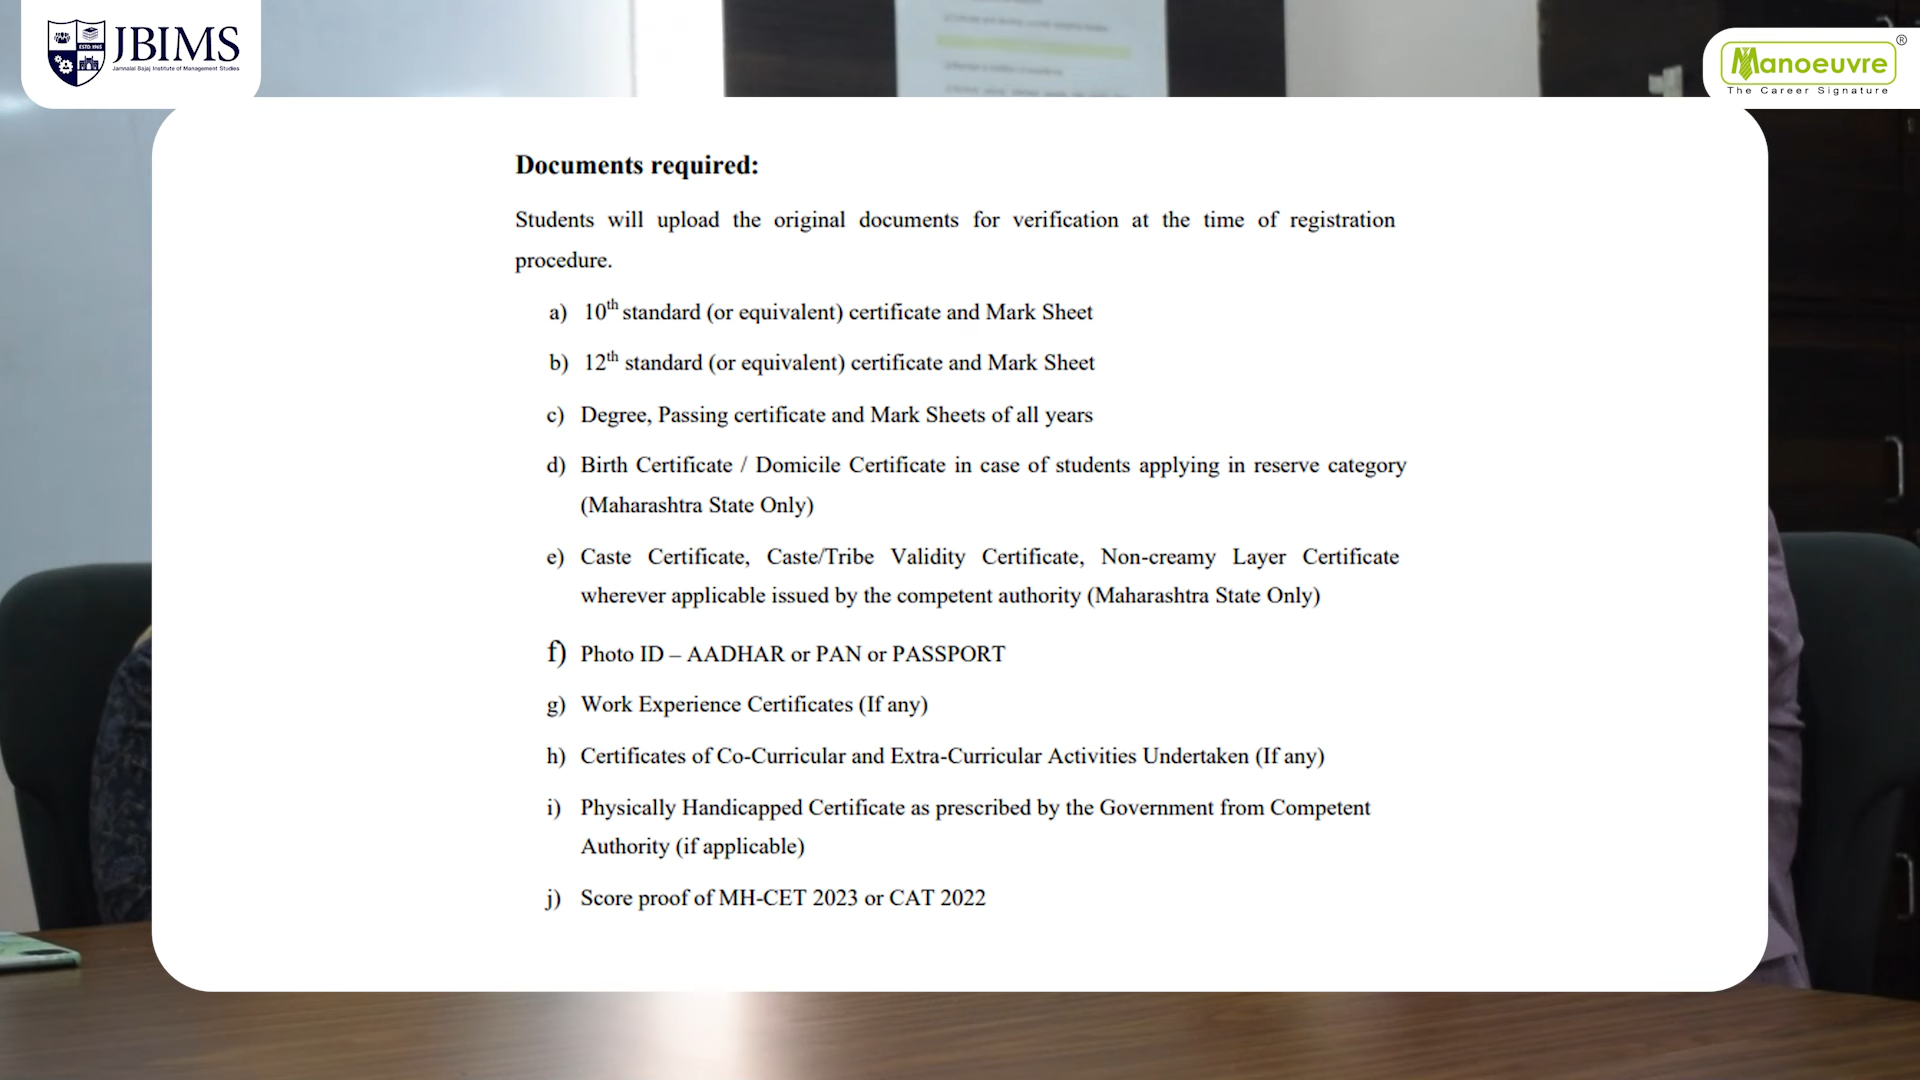 JBIMS
Jamnalal Bajaj Institute of Management Studies
ESTD 1965
Manoeuvre ®
The Career Signature
Documents required:
Students will upload the original documents for verification at the time of registration
procedure.
a) 10th standard (or equivalent) certificate and Mark Sheet
b) 12th standard (or equivalent) certificate and Mark Sheet
c) Degree, Passing certificate and Mark Sheets of all years
d) Birth Certificate / Domicile Certificate in case of students applying in reserve category
(Maharashtra State Only)
e) Caste Certificate, Caste/Tribe Validity Certificate, Non-creamy Layer Certificate
wherever applicable issued by the competent authority (Maharashtra State Only)
f) Photo ID – AADHAR or PAN or PASSPORT
g) Work Experience Certificates (If any)
h) Certificates of Co-Curricular and Extra-Curricular Activities Undertaken (If any)
i) Physically Handicapped Certificate as prescribed by the Government from Competent
Authority (if applicable)
j) Score proof of MH-CET 2023 or CAT 2022